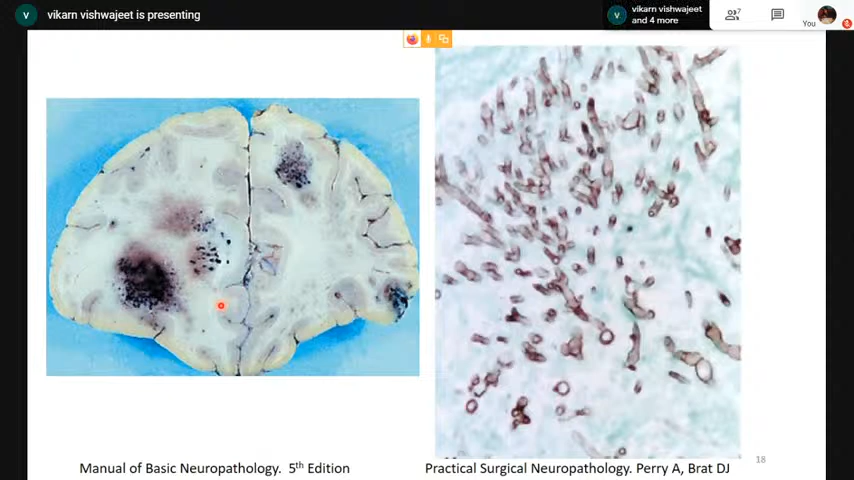 V
vikarn vishwajeet is presenting
V
vikarn vishwajeet
and 4 more
7
You
Manual of Basic Neuropathology. 5th Edition
Practical Surgical Neuropathology. Perry A, Brat DJ
18